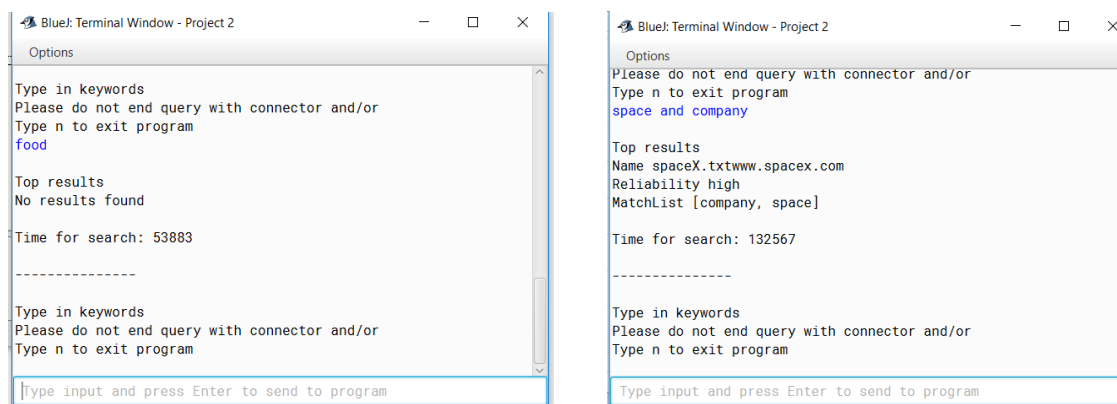 BlueJ: Terminal Window - Project 2
Options
Type in keywords
Please do not end query with connector and/or
Type n to exit program
food
Top results
No results found
Time for search: 53883
---------------
Type in keywords
Please do not end query with connector and/or
Type n to exit program
Type input and press Enter to send to program
BlueJ: Terminal Window - Project 2
Options
Please do not end query with connector and/or
Type n to exit program
space and company
Top results
Name spaceX.txtwww.spacex.com
Reliability high
MatchList [company, space]
Time for search: 132567
---------------
Type in keywords
Please do not end query with connector and/or
Type n to exit program
Type input and press Enter to send to program